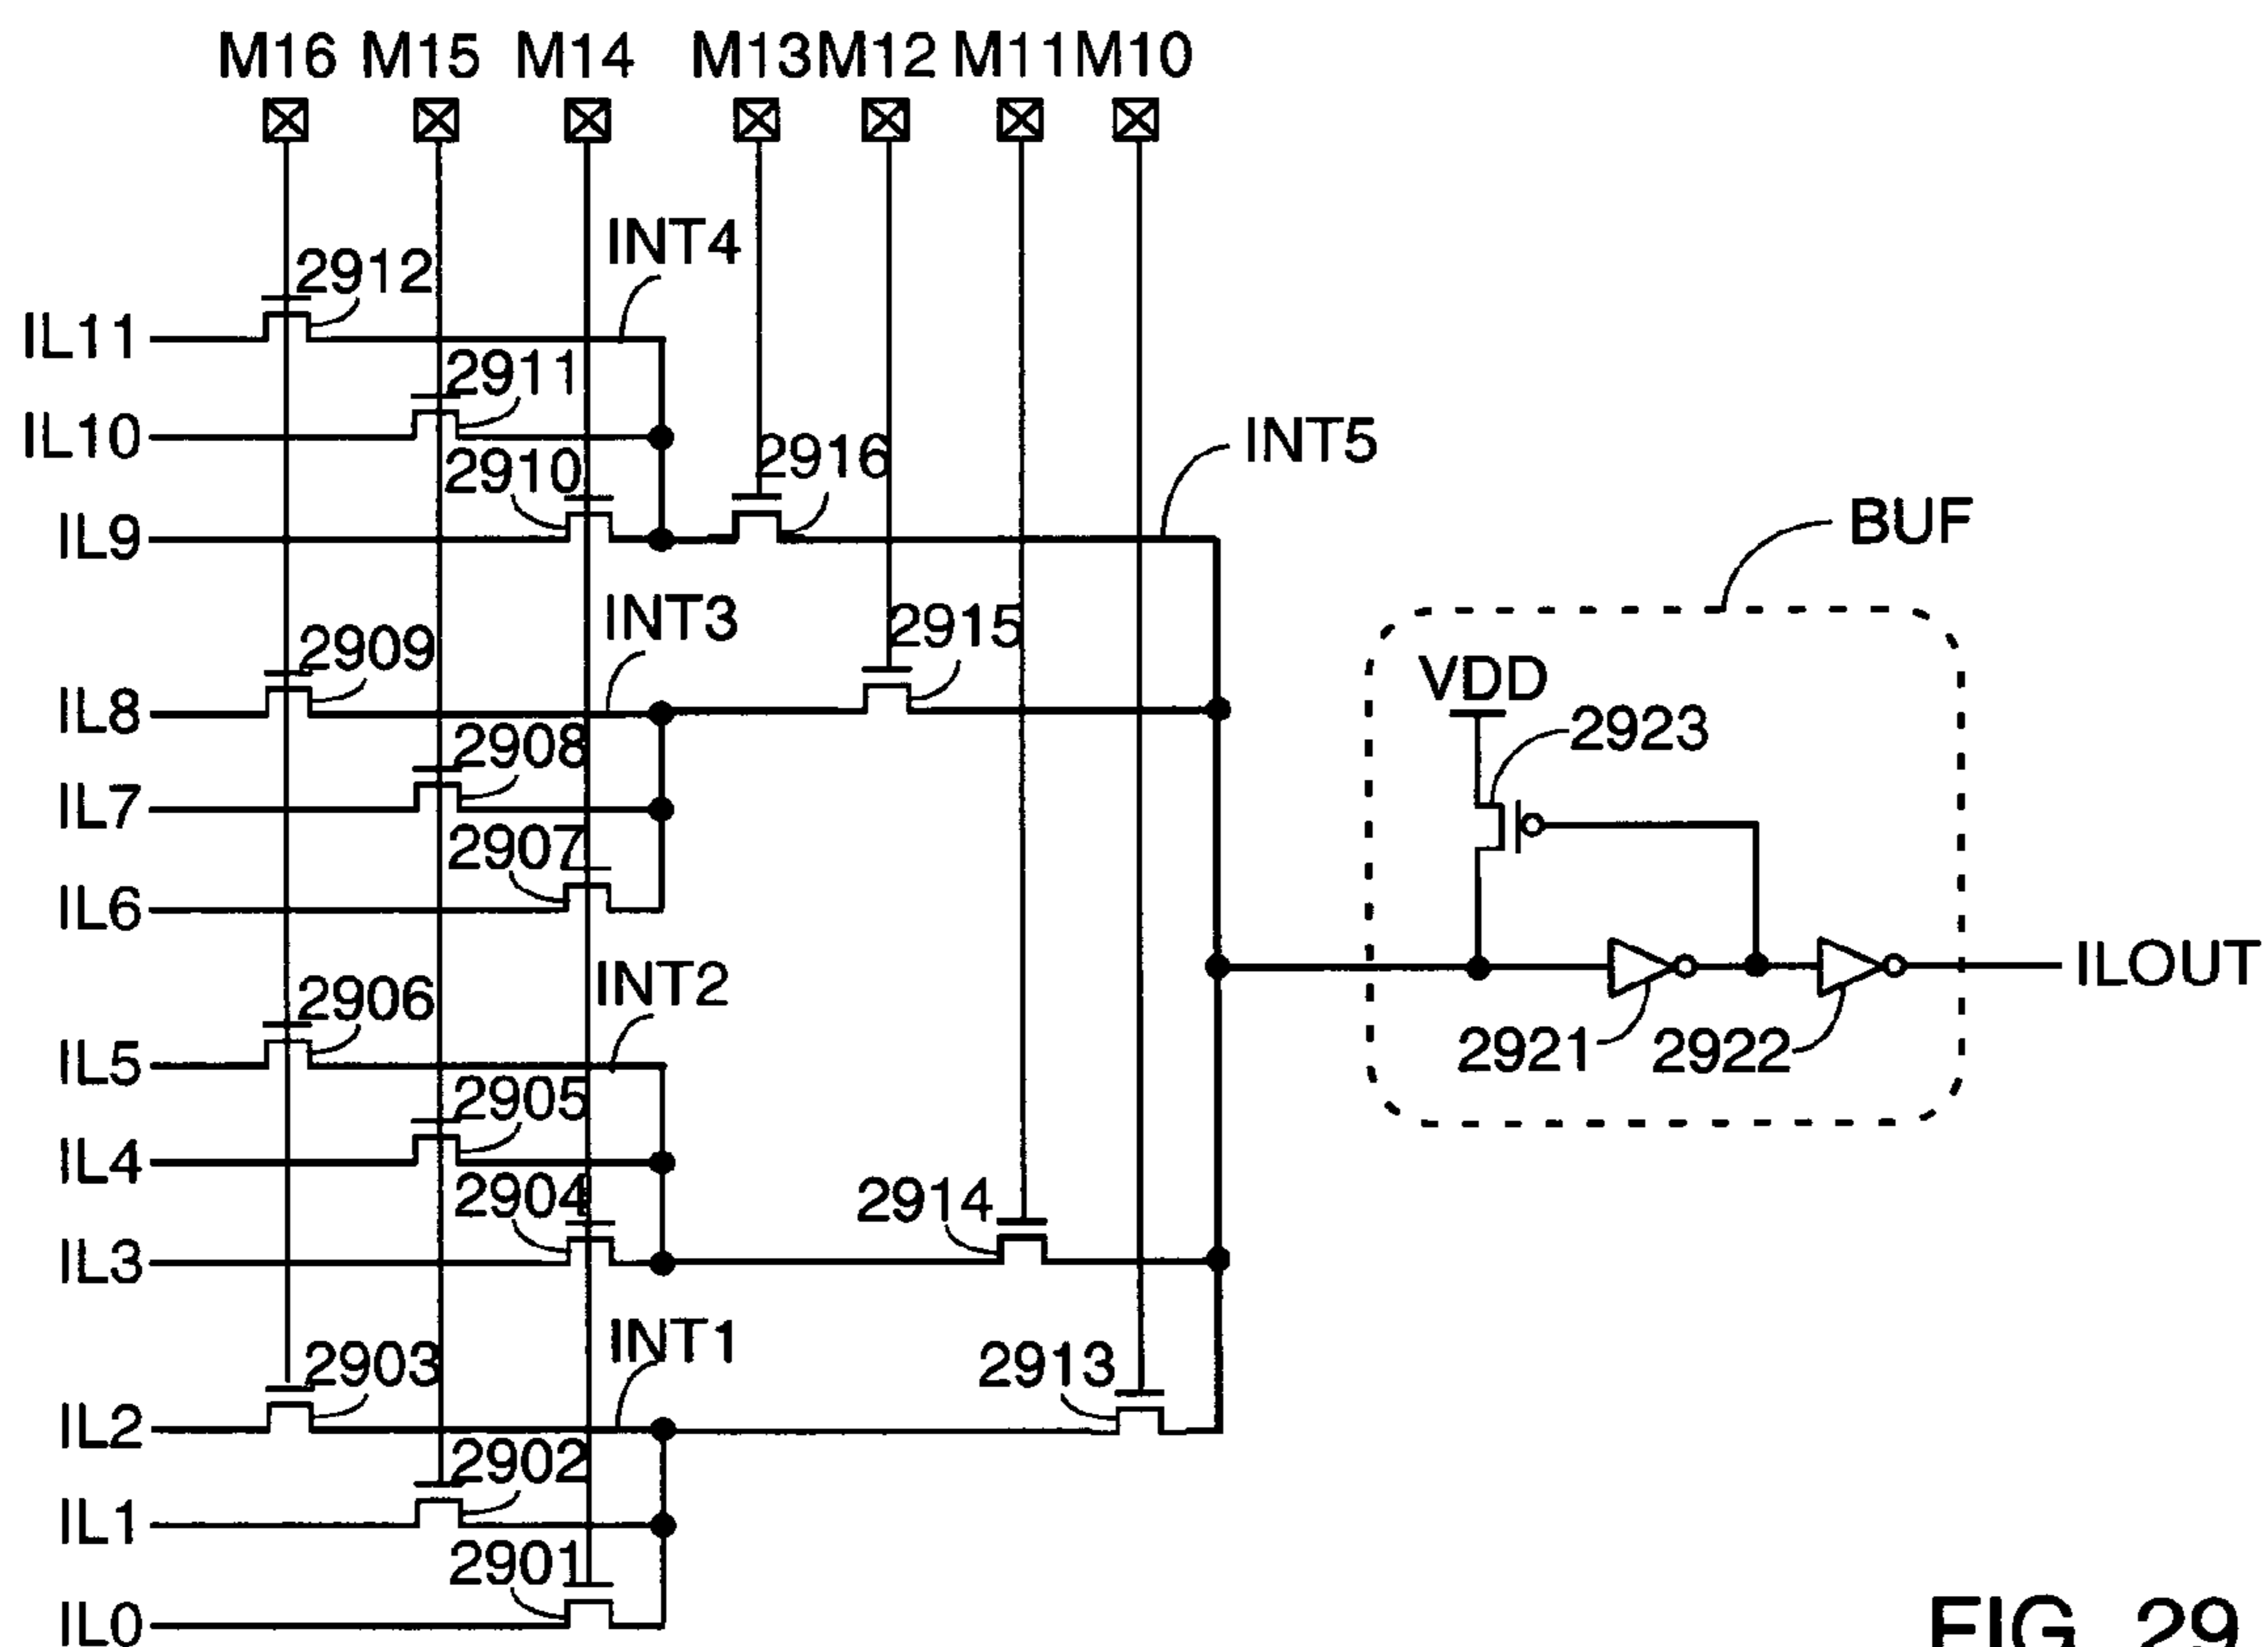 M16 M15 M14 M13 M12 M11 M10
INT4
2912
IL11
2911
IL10
INT5
2910
2916
IL9
BUF
INT3
2915
2909
VDD
IL8
2923
2908
IL7
2907
IL6
INT2
ILOUT
2906
2921
2922
IL5
2905
IL4
2904
2914
IL3
INT1
2903
2913
IL2
2902
IL1
2901
IL0
FIG. 29